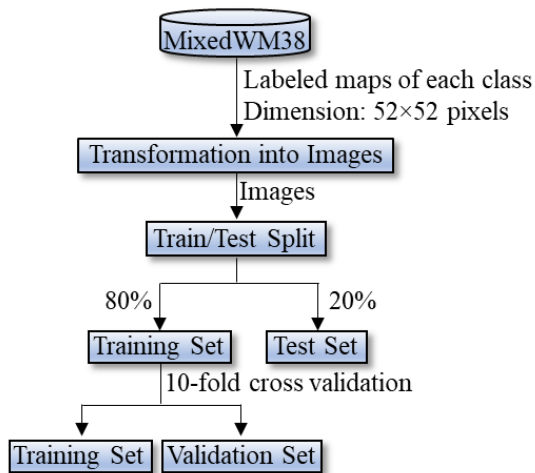 MixedWM38
Labeled maps of each class
Dimension: 52×52 pixels
Transformation into Images
Images
Train/Test Split
80%
20%
Training Set
Test Set
10-fold cross validation
Training Set
Validation Set